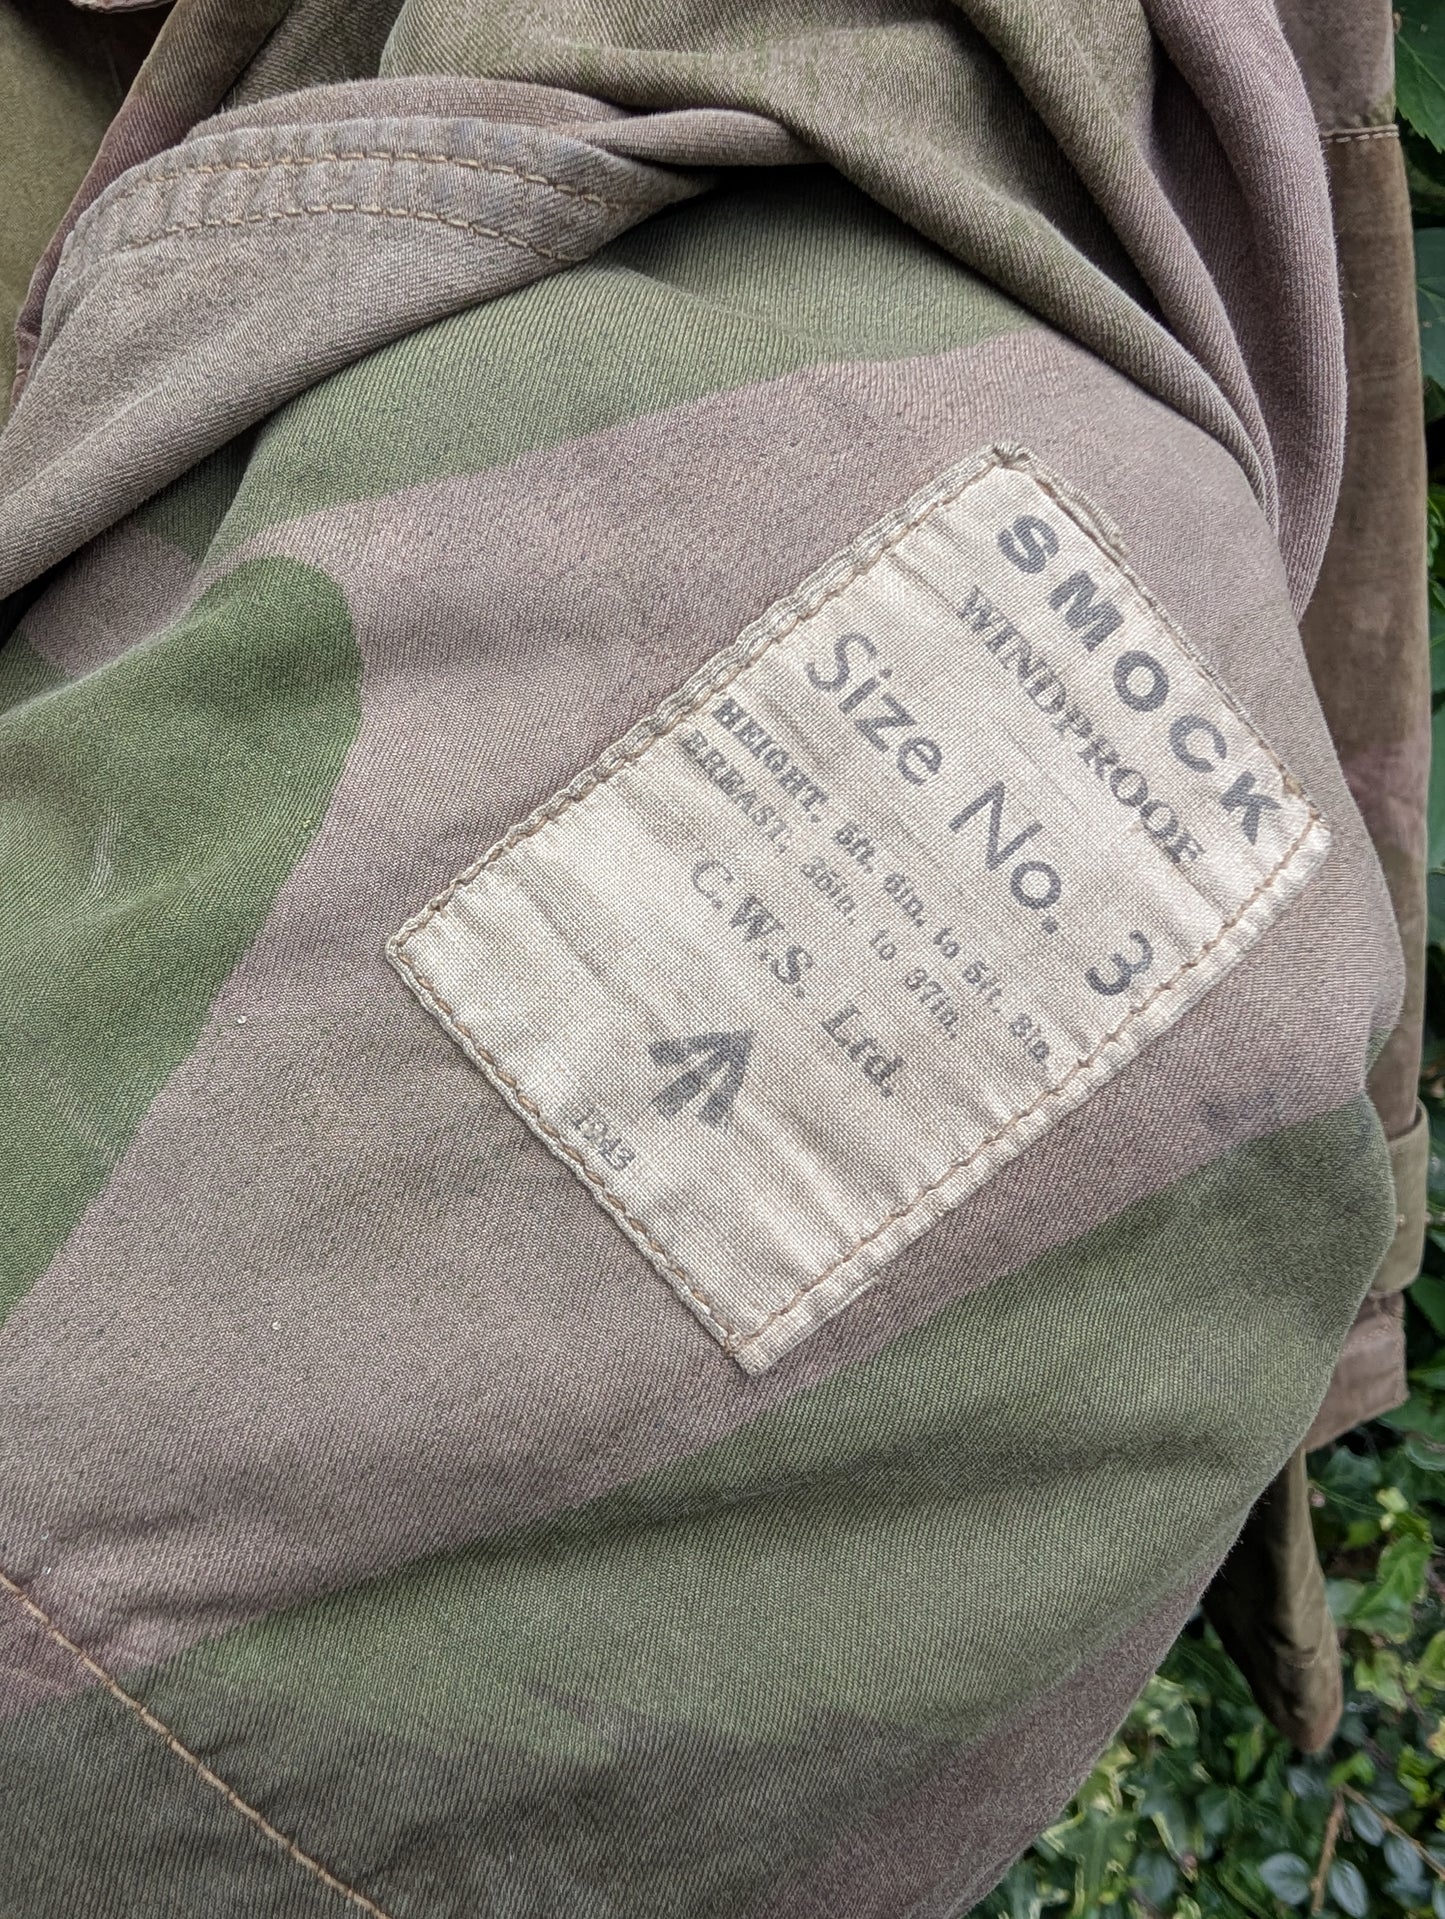 SMOCK
WINDPROOF
Size No. 3
HEIGHT. 5ft. 6in. to 5ft. 8in.
BREAST. 35in. to 37in.
C.W.S. Ltd.
1943